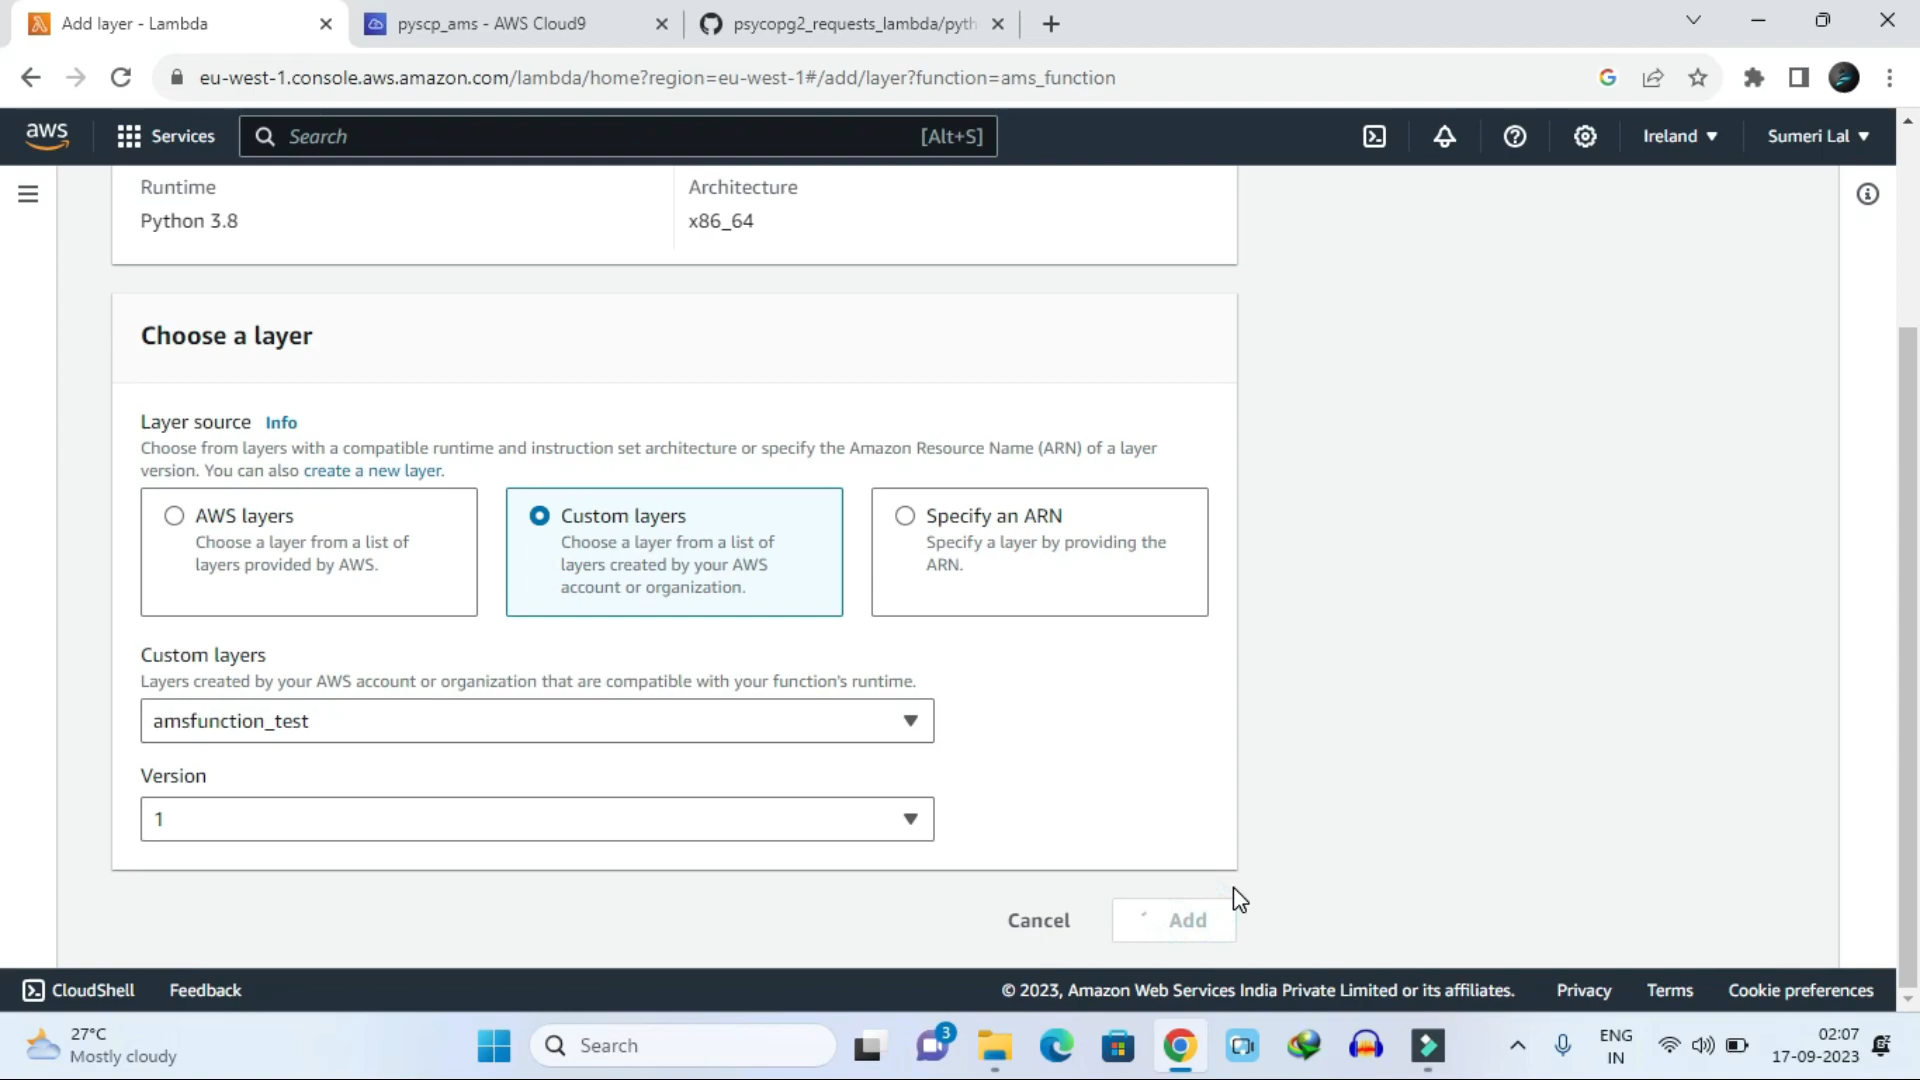 Add layer - Lambda
pyscp_ams - AWS Cloud9
psycopg2_requests_lambda/pyth
eu-west-1.console.aws.amazon.com/lambda/home?region=eu-west-1#/add/layer?function=ams_function
aws
Services
Search
[Alt+S]
Ireland ▼
Sumeri Lal ▼
Runtime
Architecture
Python 3.8
x86_64
Choose a layer
Layer source Info
Choose from layers with a compatible runtime and instruction set architecture or specify the Amazon Resource Name (ARN) of a layer
version. You can also create a new layer.
AWS layers
Choose a layer from a list of
layers provided by AWS.
Custom layers
Choose a layer from a list of
layers created by your AWS
account or organization.
Specify an ARN
Specify a layer by providing the
ARN.
Custom layers
Layers created by your AWS account or organization that are compatible with your function's runtime.
amsfunction_test
Version
1
Cancel
Add
CloudShell
Feedback
© 2023, Amazon Web Services India Private Limited or its affiliates.
Privacy
Terms
Cookie preferences
27°C
Mostly cloudy
Search
3
ENG
IN
02:07
17-09-2023